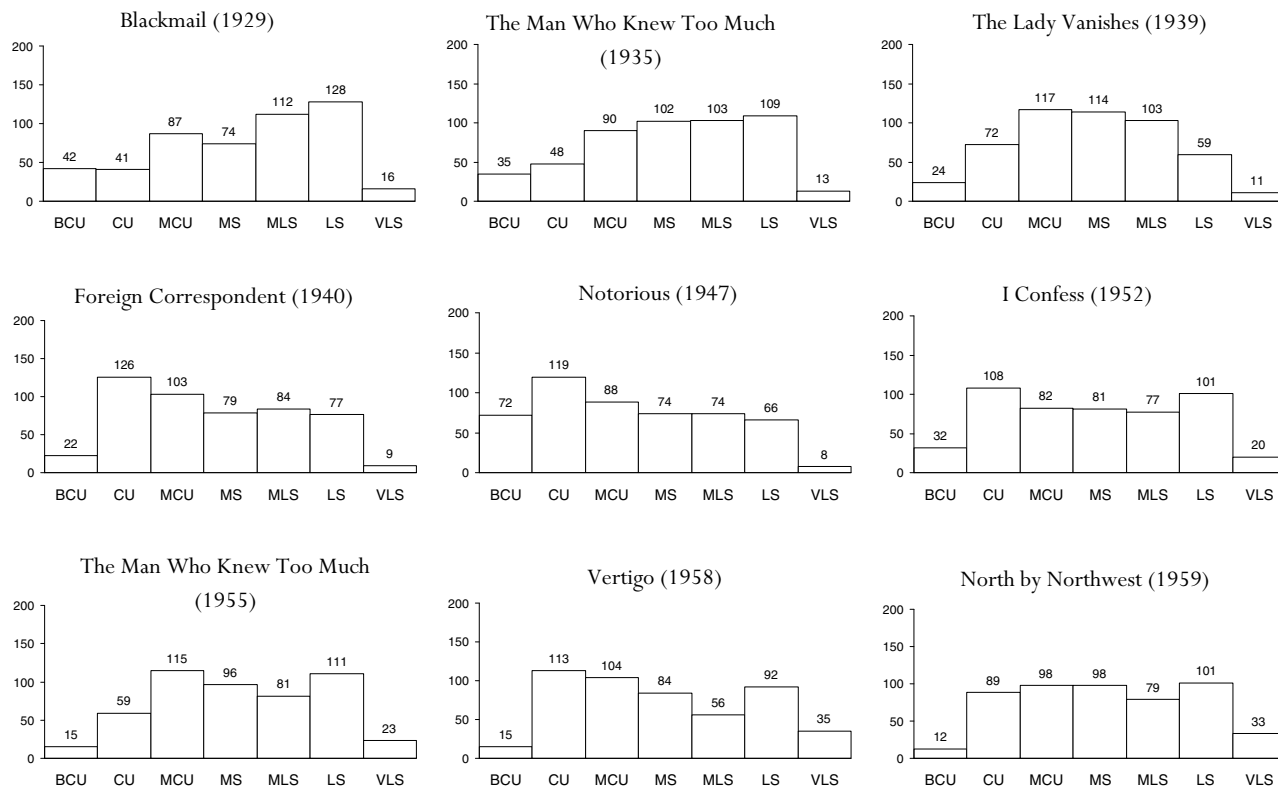 Blackmail (1929)
200
150
100
50
0
42 41 87 74 112 128 16
BCU CU MCU MS MLS LS VLS
The Man Who Knew Too Much
(1935)
200
150
100
50
0
35 48 90 102 103 109 13
BCU CU MCU MS MLS LS VLS
The Lady Vanishes (1939)
200
150
100
50
0
24 72 117 114 103 59 11
BCU CU MCU MS MLS LS VLS
Foreign Correspondent (1940)
200
150
100
50
0
22 126 103 79 84 77 9
BCU CU MCU MS MLS LS VLS
Notorious (1947)
200
150
100
50
0
72 119 88 74 74 66 8
BCU CU MCU MS MLS LS VLS
I Confess (1952)
200
150
100
50
0
32 108 82 81 77 101 20
BCU CU MCU MS MLS LS VLS
The Man Who Knew Too Much
(1955)
200
150
100
50
0
15 59 115 96 81 111 23
BCU CU MCU MS MLS LS VLS
Vertigo (1958)
200
150
100
50
0
15 113 104 84 56 92 35
BCU CU MCU MS MLS LS VLS
North by Northwest (1959)
200
150
100
50
0
12 89 98 98 79 101 33
BCU CU MCU MS MLS LS VLS